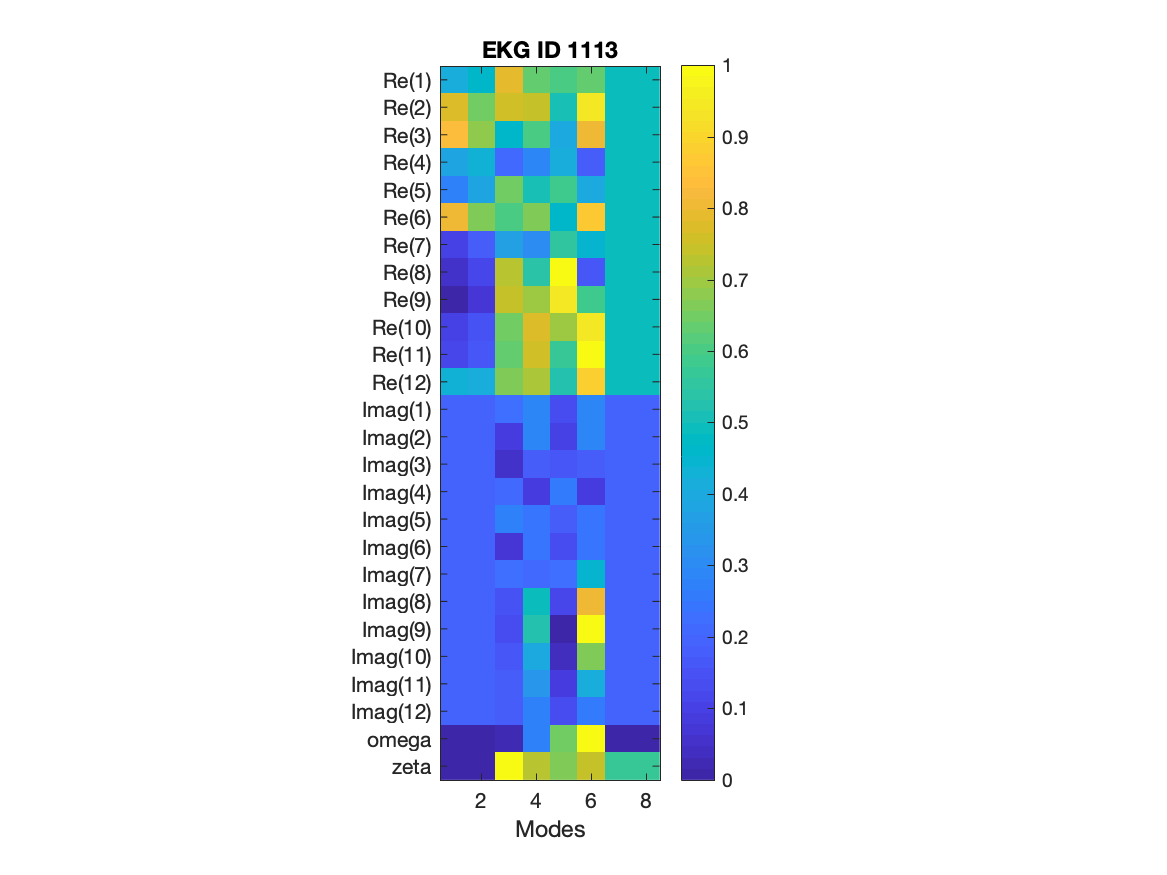 EKG ID 1113
Re(1)
Re(2)
Re(3)
Re(4)
Re(5)
Re(6)
Re(7)
Re(8)
Re(9)
Re(10)
Re(11)
Re(12)
Imag(1)
Imag(2)
Imag(3)
Imag(4)
Imag(5)
Imag(6)
Imag(7)
Imag(8)
Imag(9)
Imag(10)
Imag(11)
Imag(12)
omega
zeta
2 4 6 8
Modes
1
0.9
0.8
0.7
0.6
0.5
0.4
0.3
0.2
0.1
0